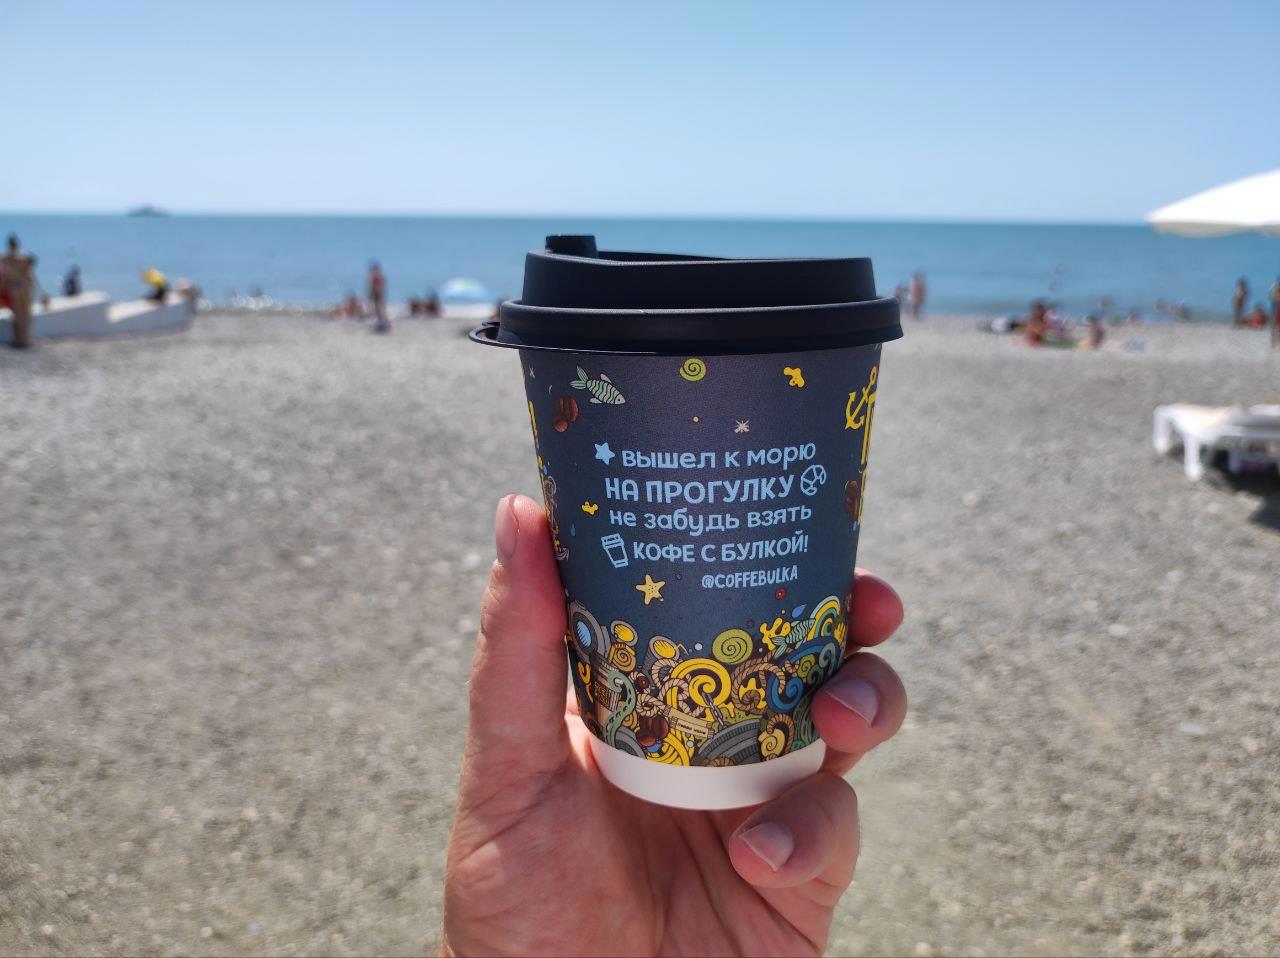 вышел к морю
НА ПРОГУЛКУ
не забудь взять
КОФЕ С БУЛКОЙ!
@COFFEBULKA